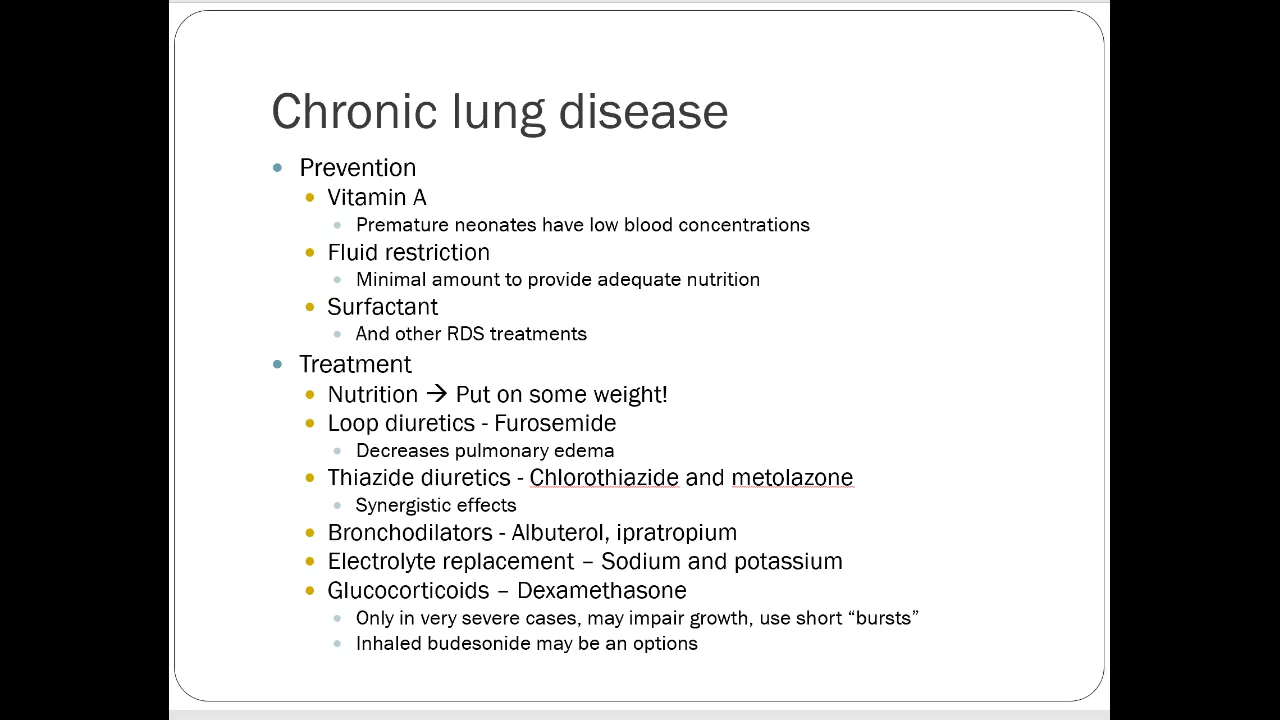 Chronic lung disease
Prevention
Vitamin A
Premature neonates have low blood concentrations
Fluid restriction
Minimal amount to provide adequate nutrition
Surfactant
And other RDS treatments
Treatment
Nutrition → Put on some weight!
Loop diuretics - Furosemide
Decreases pulmonary edema
Thiazide diuretics - Chlorothiazide and metolazone
Synergistic effects
Bronchodilators - Albuterol, ipratropium
Electrolyte replacement – Sodium and potassium
Glucocorticoids – Dexamethasone
Only in very severe cases, may impair growth, use short “bursts”
Inhaled budesonide may be an options